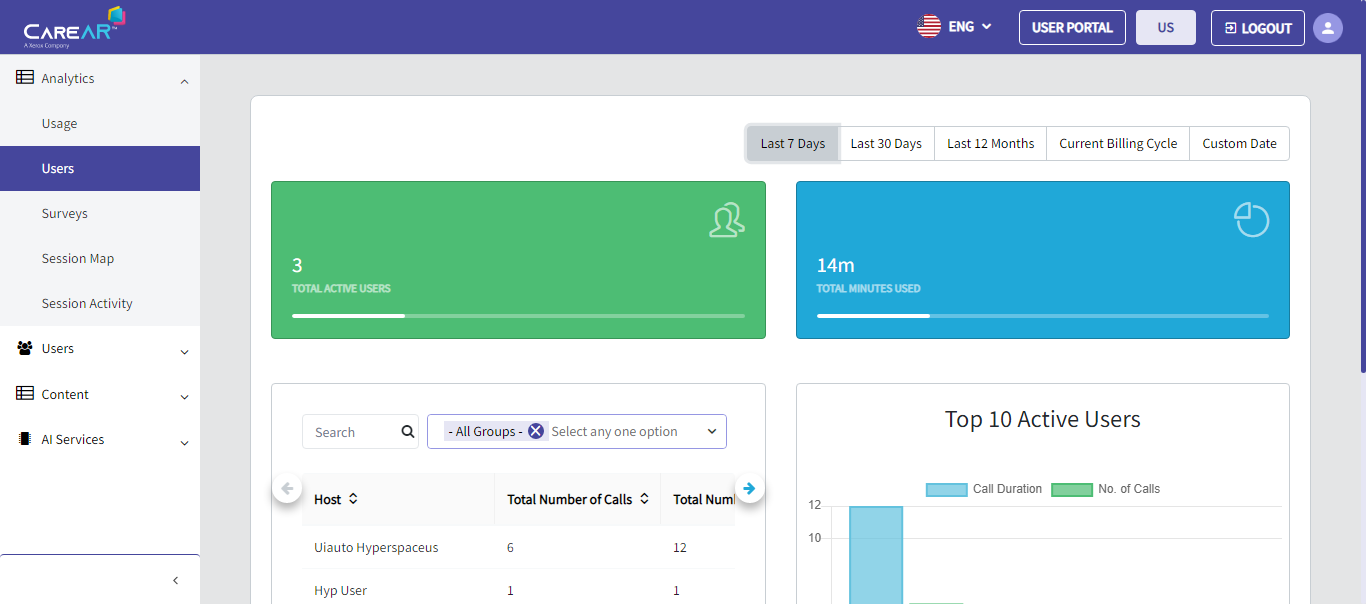 CAREAR™
A Xerox Company
ENG
USER PORTAL
US
LOGOUT
Analytics
Usage
Users
Surveys
Session Map
Session Activity
Users
Content
AI Services
Last 7 Days
Last 30 Days
Last 12 Months
Current Billing Cycle
Custom Date
3
TOTAL ACTIVE USERS
14m
TOTAL MINUTES USED
Search
- All Groups -
Select any one option
Host
Total Number of Calls
Total Num
Uiauto Hyperspaceus
6
12
Hyp User
1
1
Top 10 Active Users
Call Duration
No. of Calls
12
10